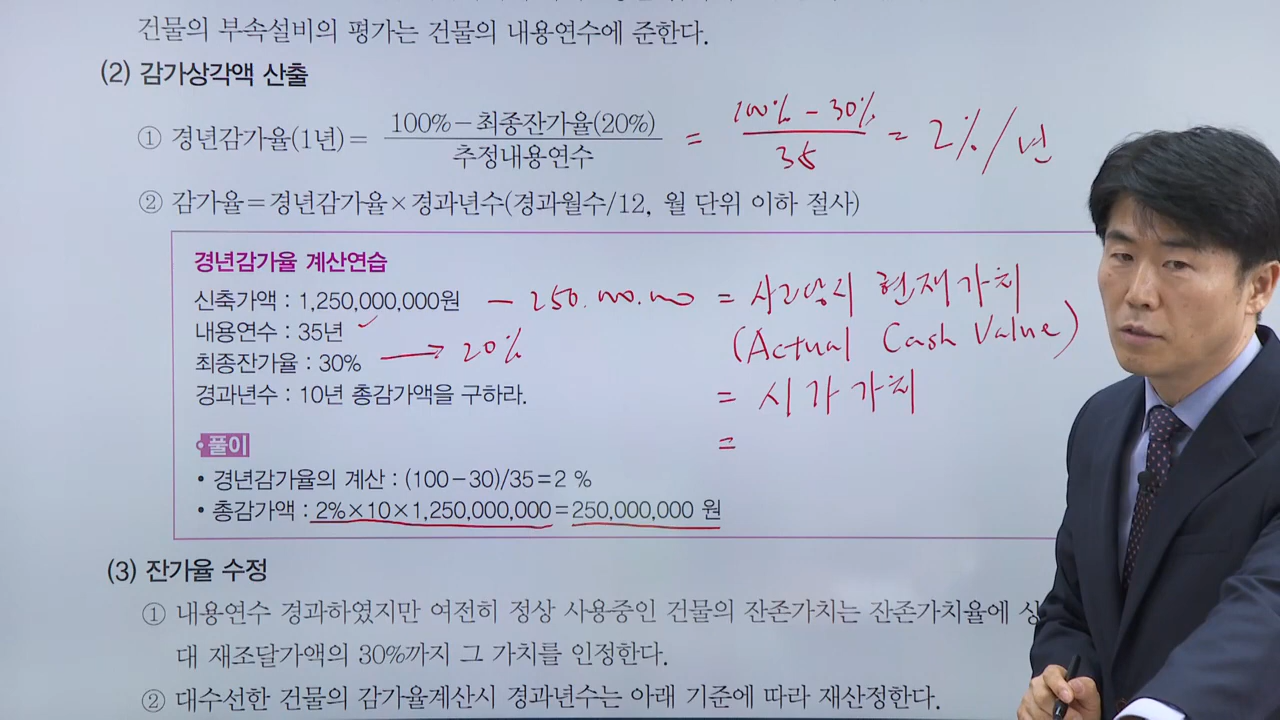 건물의 부속설비의 평가는 건물의 내용연수에 준한다.
(2) 감가상각액 산출
① 경년감가율(1년) = 100% − 최종잔가율(20%) / 추정내용연수 = 100% − 30% / 35 = 2% / 년
② 감가율 = 경년감가율 × 경과년수(경과월수/12, 월 단위 이하 절사)
경년감가율 계산연습
신축가액 : 1,250,000,000원 − 250.000.000 = 사고당시 현재가치
내용연수 : 35년 ✓ (Actual Cash Value)
최종잔가율 : 30% → 20%
경과년수 : 10년 총감가액을 구하라. = 시가가치
풀이 =
• 경년감가율의 계산 : (100−30)/35=2 %
• 총감가액 : 2%×10×1,250,000,000=250,000,000 원
(3) 잔가율 수정
① 내용연수 경과하였지만 여전히 정상 사용중인 건물의 잔존가치는 잔존가치율에 상
대 재조달가액의 30%까지 그 가치를 인정한다.
② 대수선한 건물의 감가율계산시 경과년수는 아래 기준에 따라 재산정한다.